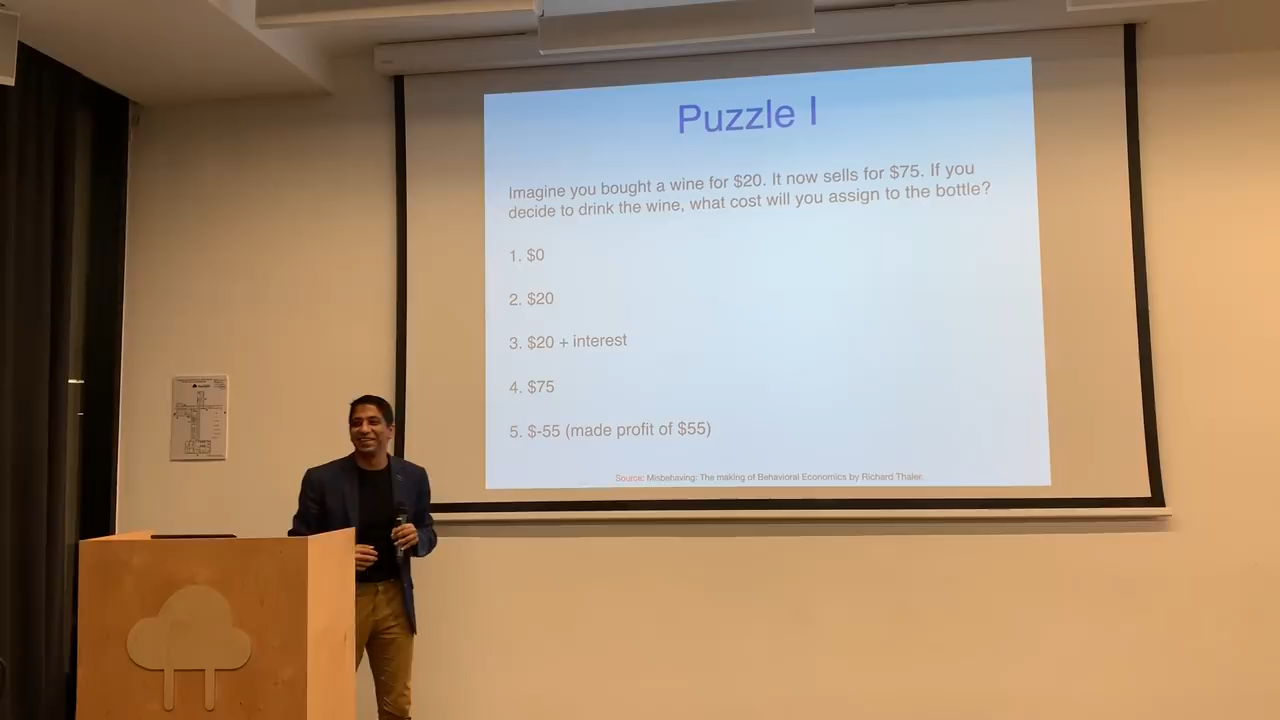 Puzzle I
Imagine you bought a wine for $20. It now sells for $75. If you
decide to drink the wine, what cost will you assign to the bottle?
1. $0
2. $20
3. $20 + interest
4. $75
5. $-55 (made profit of $55)
Source: Misbehaving: The making of Behavioral Economics by Richard Thaler.